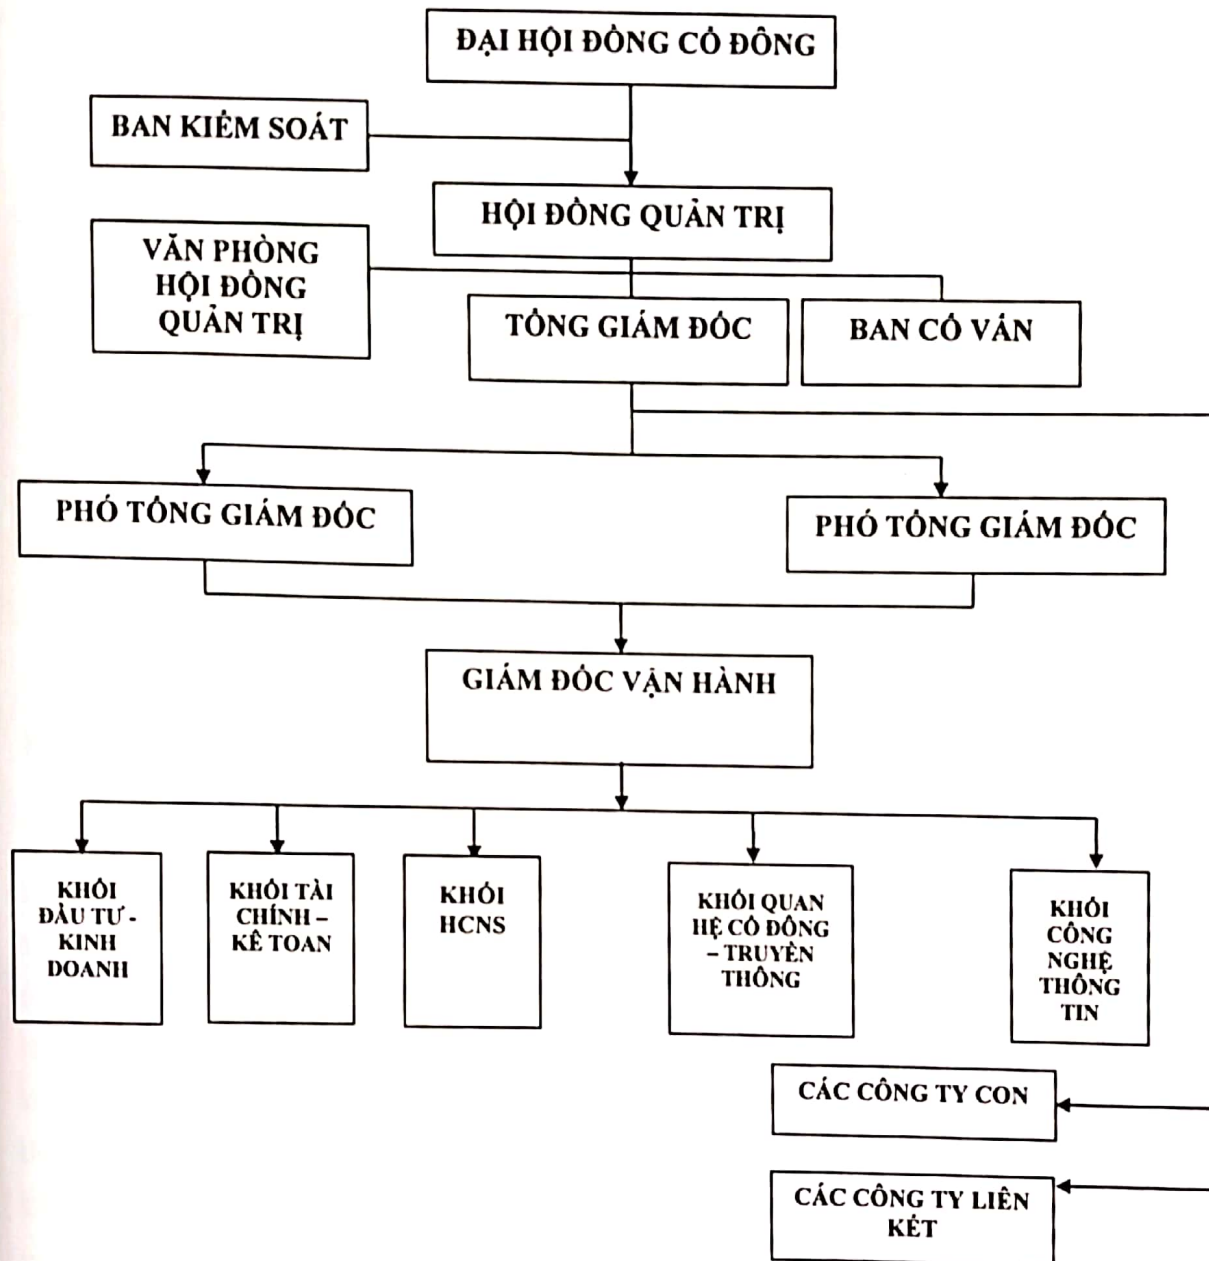 ĐẠI HỘI ĐỒNG CỔ ĐÔNG
BAN KIỂM SOÁT
HỘI ĐỒNG QUẢN TRỊ
VĂN PHÒNG
HỘI ĐỒNG
QUẢN TRỊ
TỔNG GIÁM ĐỐC
BAN CỐ VẤN
PHÓ TỔNG GIÁM ĐỐC
PHÓ TỔNG GIÁM ĐỐC
GIÁM ĐỐC VẬN HÀNH
KHỐI
ĐẦU TƯ -
KINH
DOANH
KHỐI TÀI
CHÍNH –
KẾ TOAN
KHỐI
HCNS
KHỐI QUAN
HỆ CỔ ĐÔNG
– TRUYỀN
THÔNG
KHỐI
CÔNG
NGHỆ
THÔNG
TIN
CÁC CÔNG TY CON
CÁC CÔNG TY LIÊN
KẾT